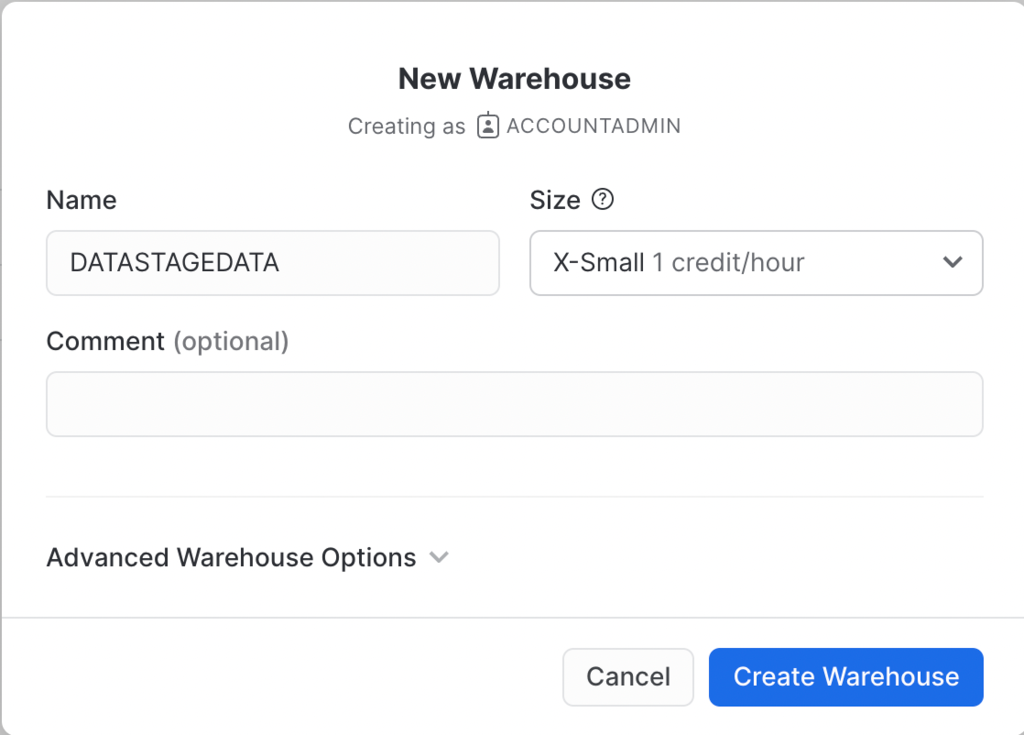 New Warehouse
Creating as ACCOUNTADMIN
Name
Size
DATASTAGEDATA
X-Small 1 credit/hour
Comment (optional)
Advanced Warehouse Options
Cancel
Create Warehouse